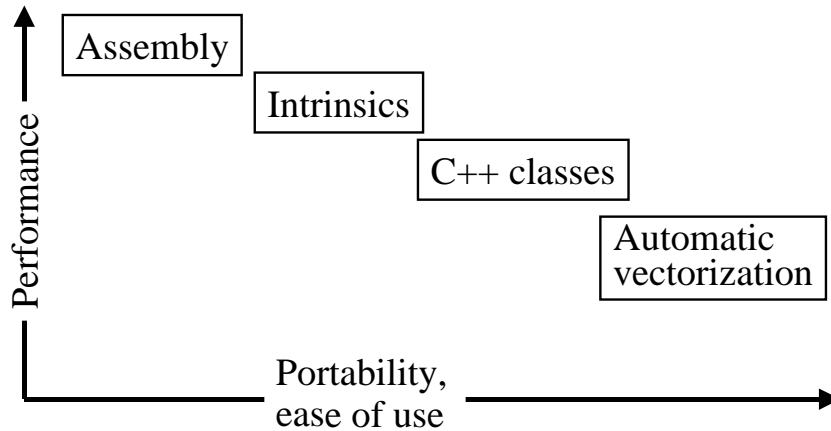 Assembly
Intrinsics
C++ classes
Automatic
vectorization
Performance
Portability,
ease of use